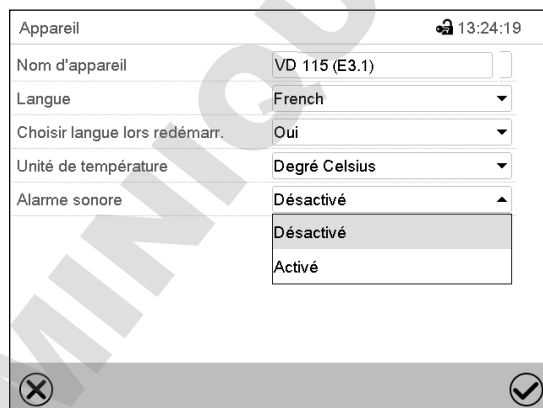 Appareil 13:24:19
Nom d'appareil VD 115 (E3.1)
Langue French
Choisir langue lors redémarr. Oui
Unité de température Degré Celsius
Alarme sonore Désactivé
Désactivé
Activé
MINIQU